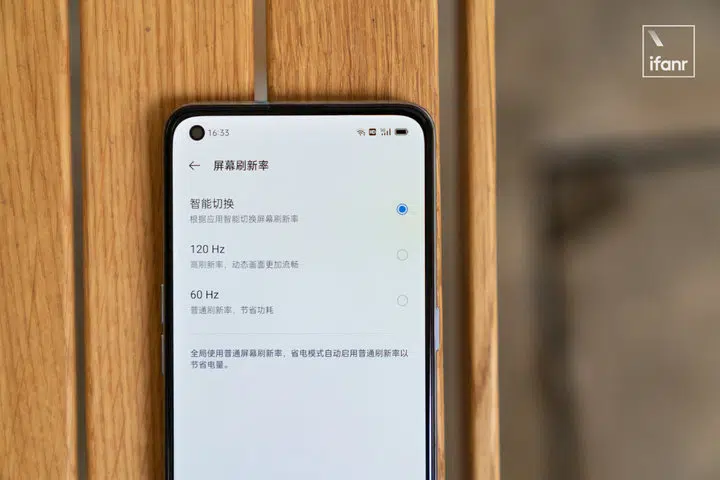 ifanr
16:33
屏幕刷新率
智能切换
根据应用智能切换屏幕刷新率
120 Hz
高刷新率，动态画面更加流畅
60 Hz
普通刷新率，节省功耗
全局使用普通屏幕刷新率，省电模式自动启用普通刷新率以
节省电量。